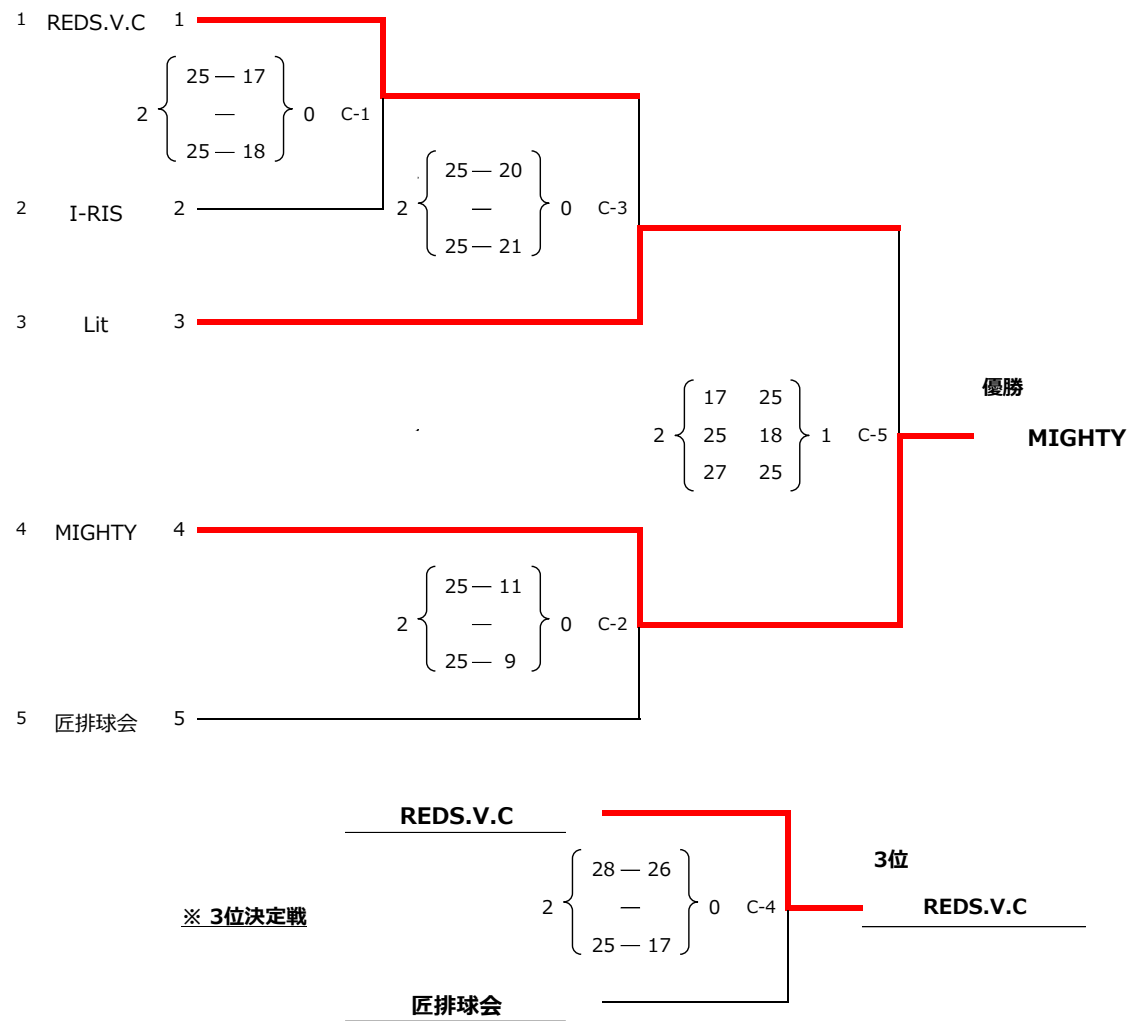 1 REDS.V.C 1
25 — 17
2 — 0 C-1
25 — 18
25 — 20
2 I-RIS 2
2 — 0 C-3
25 — 21
3 Lit 3
優勝
17 25
2 25 18 1 C-5
MIGHTY
27 25
4 MIGHTY 4
25 — 11
2 — 0 C-2
25 — 9
5 匠排球会 5
REDS.V.C
3位
28 — 26
※ 3位決定戦
2 — 0 C-4
REDS.V.C
25 — 17
匠排球会